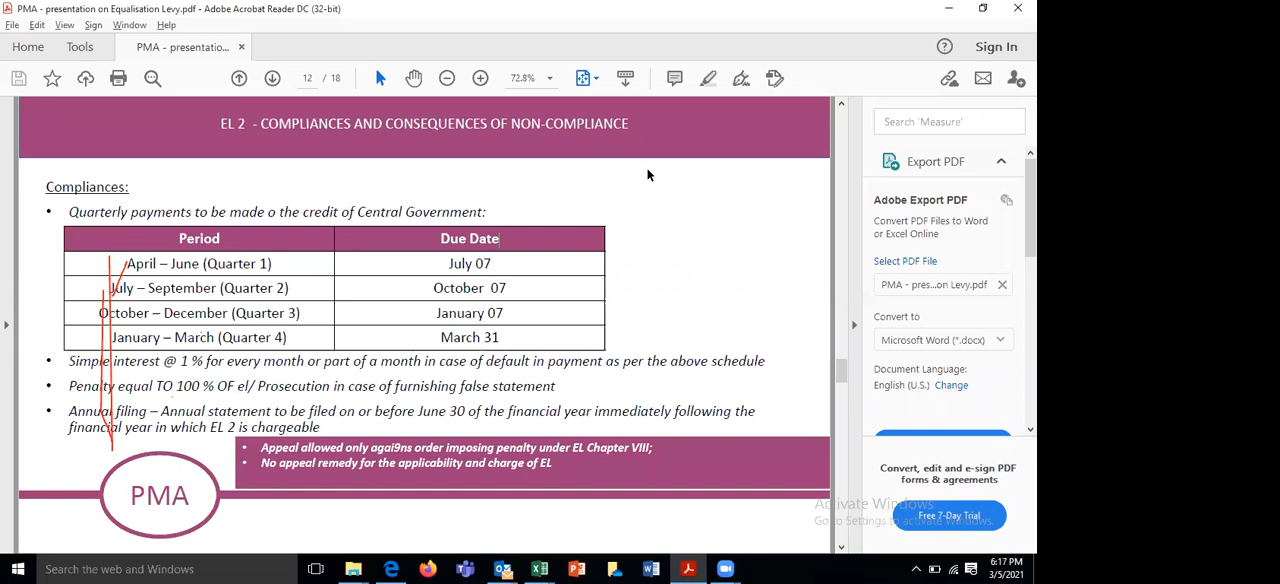 PMA - presentation on Equalisation Levy.pdf - Adobe Acrobat Reader DC (32-bit)
File Edit View Sign Window Help
Home Tools PMA - presentatio... × Sign In
12 / 18 72.8%
EL 2 - COMPLIANCES AND CONSEQUENCES OF NON-COMPLIANCE
Compliances:
• Quarterly payments to be made o the credit of Central Government:
Period Due Date
April – June (Quarter 1) July 07
July – September (Quarter 2) October 07
October – December (Quarter 3) January 07
January – March (Quarter 4) March 31
• Simple interest @ 1 % for every month or part of a month in case of default in payment as per the above schedule
• Penalty equal TO 100 % OF el/ Prosecution in case of furnishing false statement
• Annual filing – Annual statement to be filed on or before June 30 of the financial year immediately following the
financial year in which EL 2 is chargeable
• Appeal allowed only agai9ns order imposing penalty under EL Chapter VIII;
• No appeal remedy for the applicability and charge of EL
PMA
Search 'Measure'
Export PDF
Adobe Export PDF
Convert PDF Files to Word
or Excel Online
Select PDF File
PMA - pres...on Levy.pdf ×
Convert to
Microsoft Word (*.docx)
Document Language:
English (U.S.) Change
Convert, edit and e-sign PDF
forms & agreements
Free 7-Day Trial
Activate Windows
Go to Settings to activate Windows.
Search the web and Windows
6:17 PM
3/5/2021